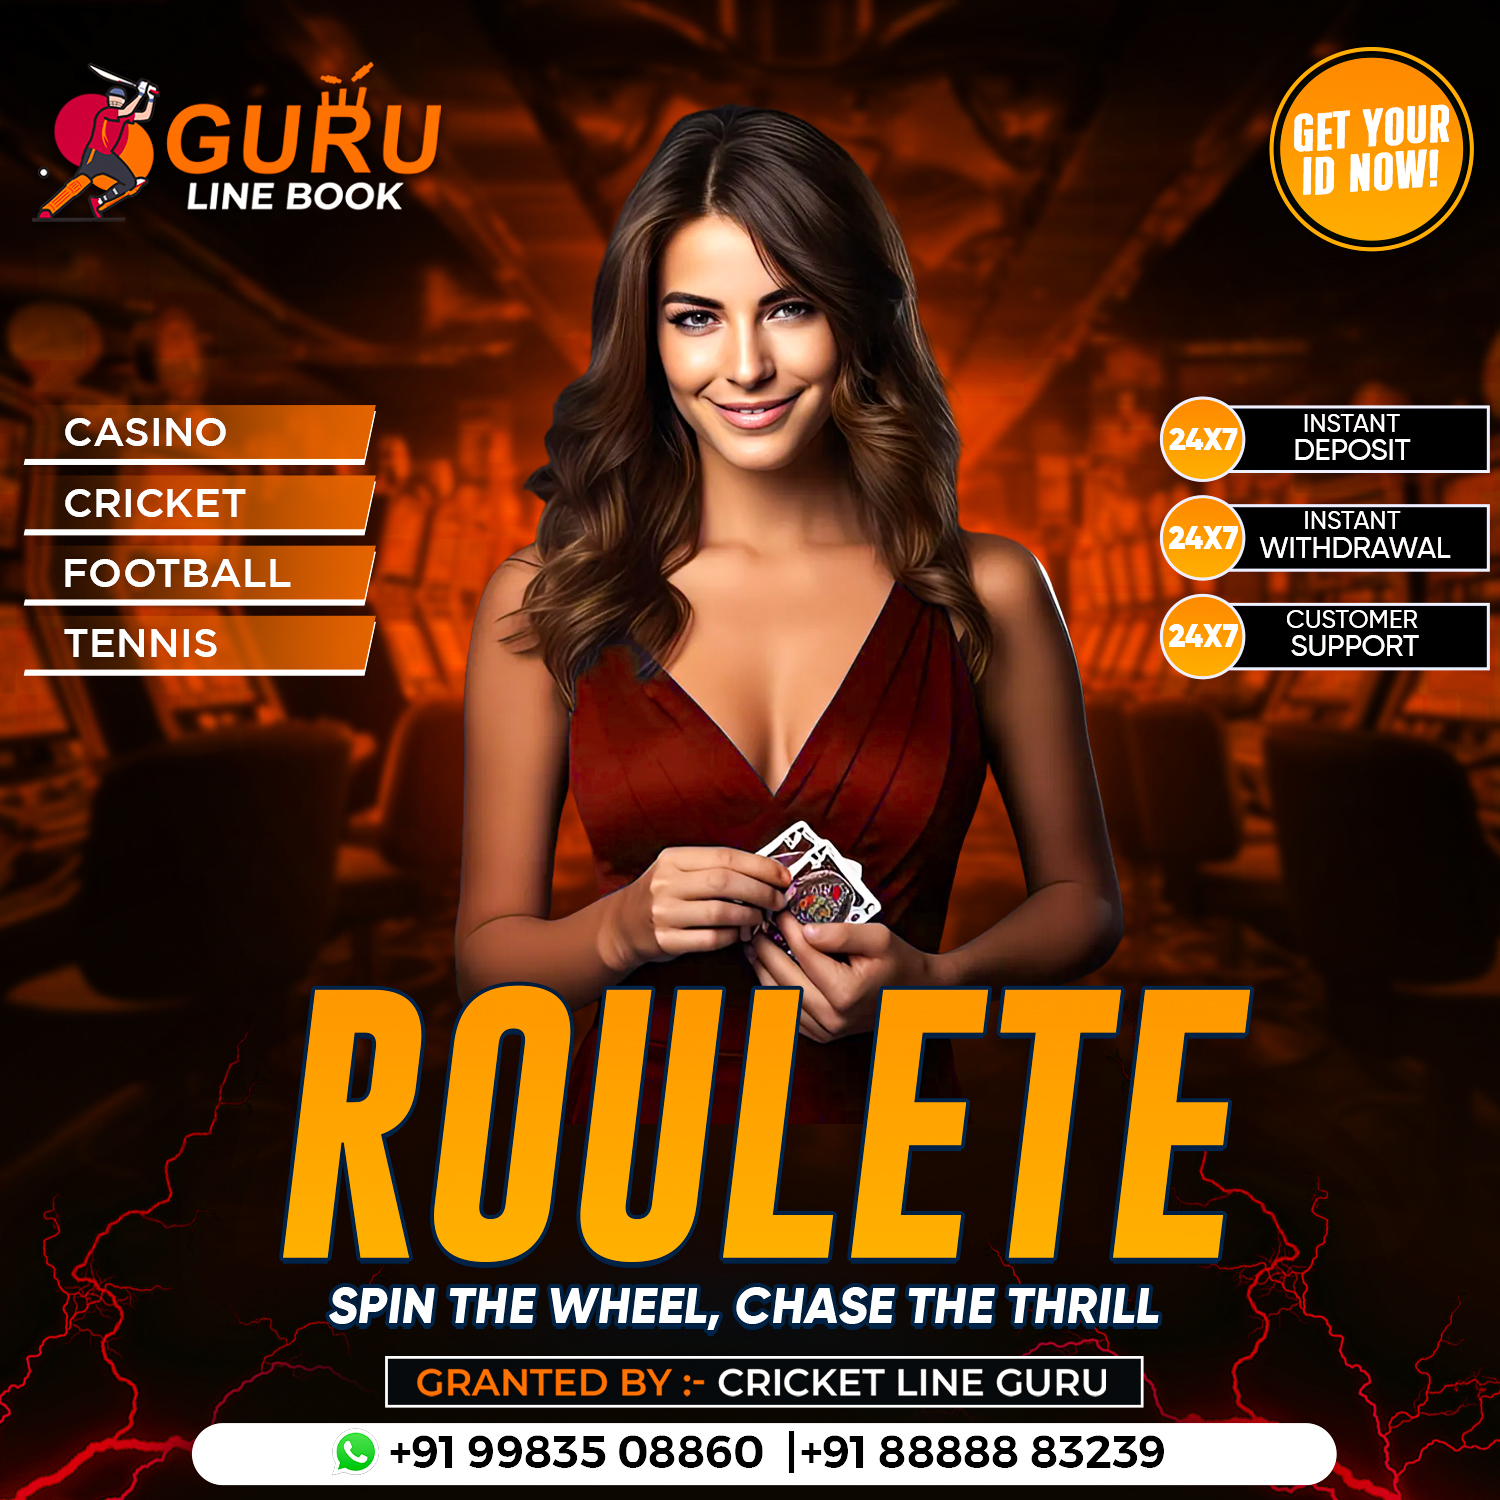 GURU
LINE BOOK
GET YOUR
ID NOW!
CASINO
CRICKET
FOOTBALL
TENNIS
24X7
INSTANT
DEPOSIT
24X7
INSTANT
WITHDRAWAL
24X7
CUSTOMER
SUPPORT
ROULETE
SPIN THE WHEEL, CHASE THE THRILL
GRANTED BY :- CRICKET LINE GURU
+91 99835 08860 |+91 88888 83239